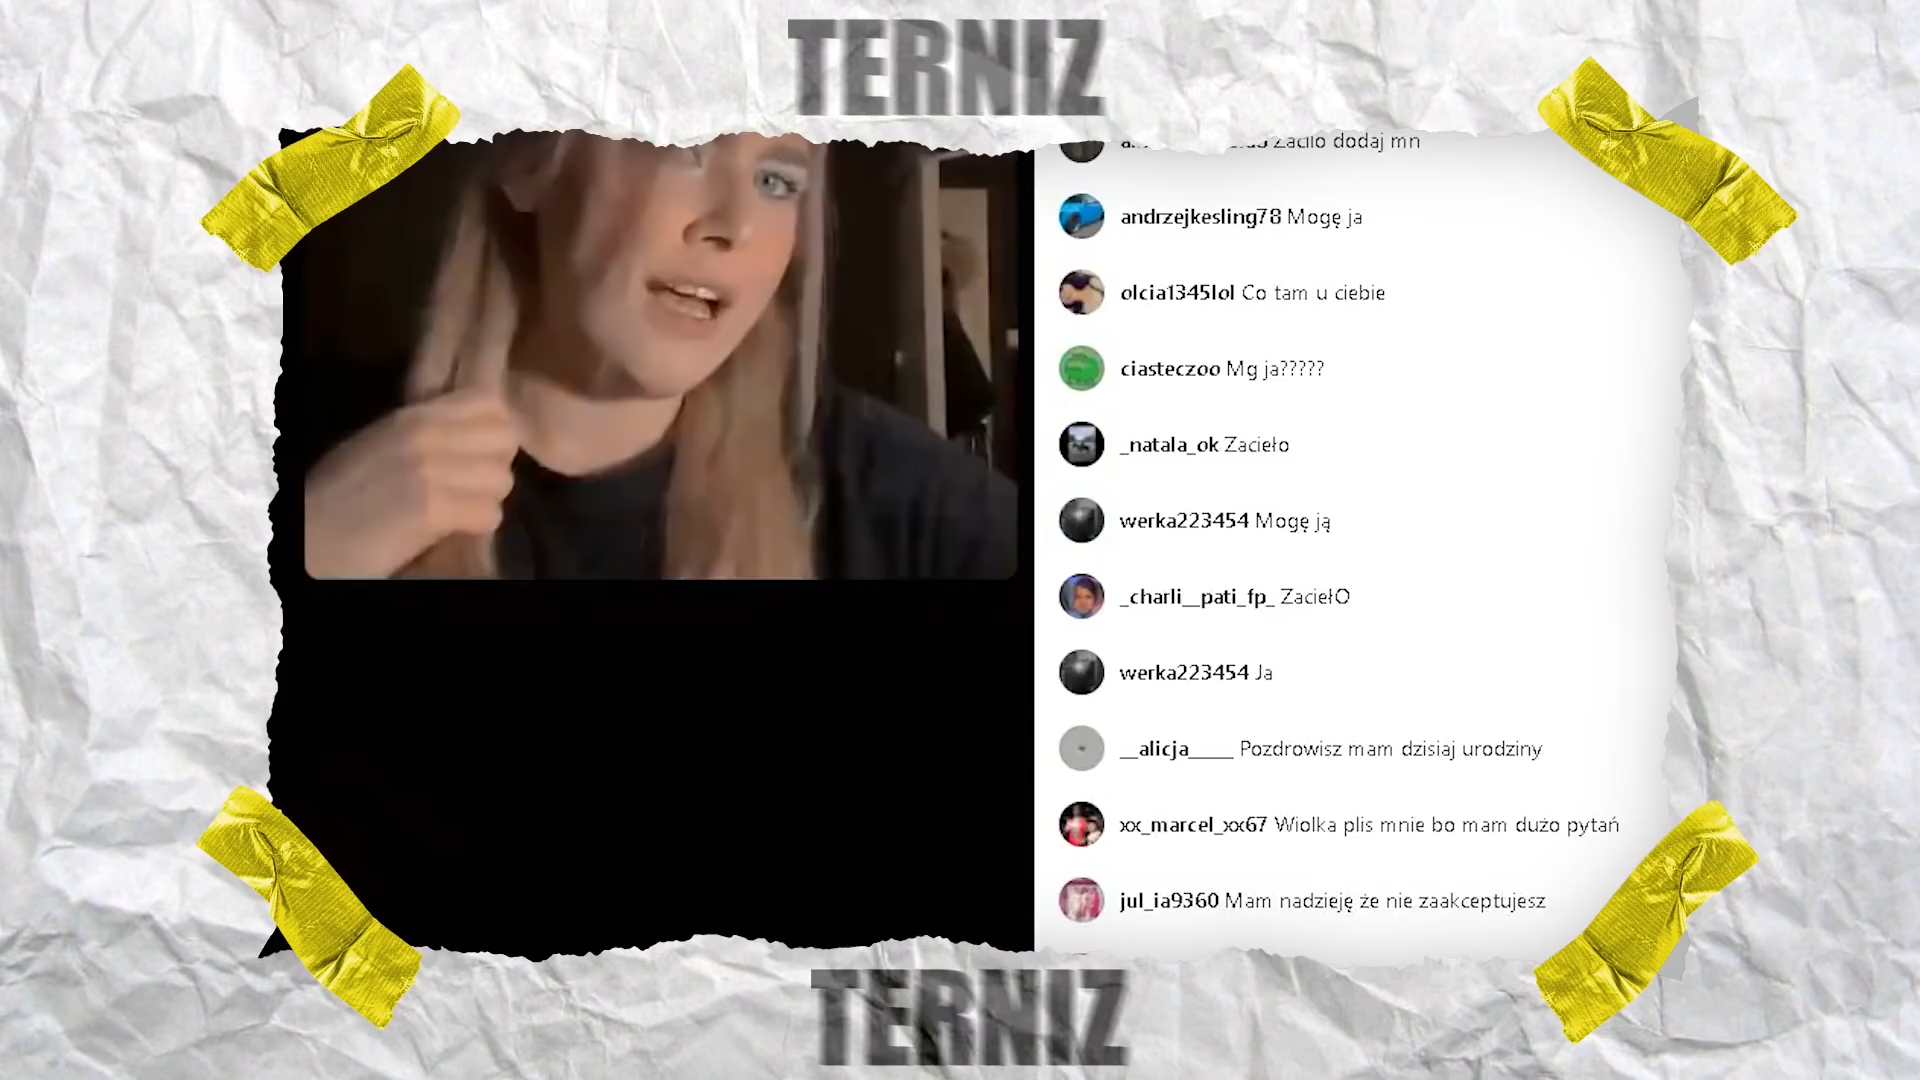 TERNIZ
Zaciło dodaj mn
andrzejkesling78 Mogę ja
olcia1345lol Co tam u ciebie
ciasteczoo Mg ja?????
_natala_ok Zacieło
werka223454 Mogę ją
_charli__pati_fp_ ZaciełO
werka223454 Ja
__alicja____ Pozdrowisz mam dzisiaj urodziny
xx_marcel_xx67 Wiolka plis mnie bo mam dużo pytań
jul_ia9360 Mam nadzieję że nie zaakceptujesz
TERNIZ